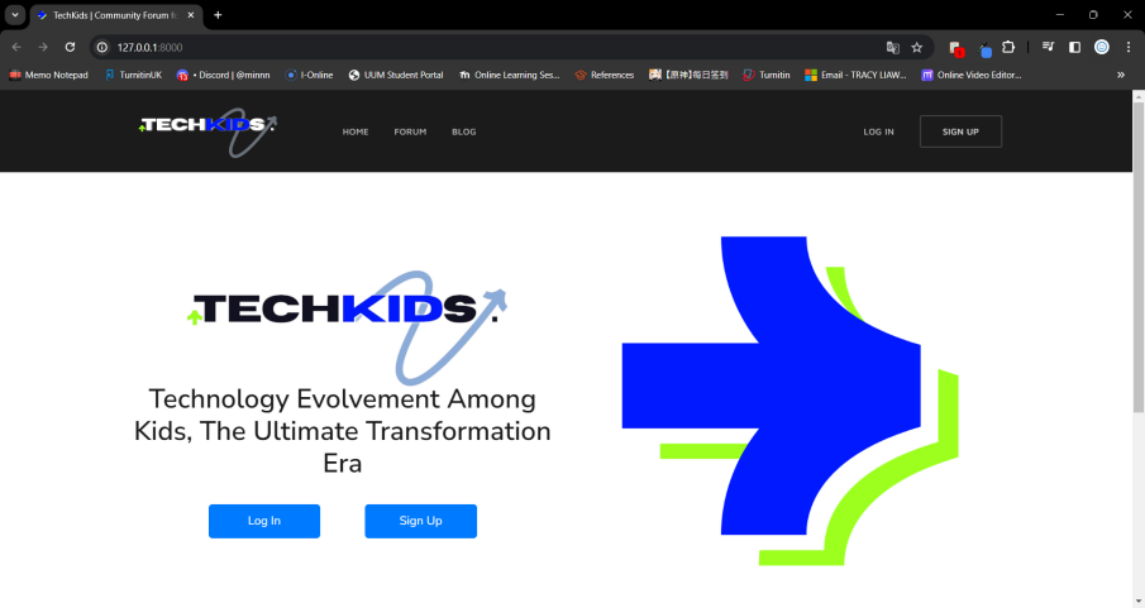 TechKids | Community Forum fo
127.0.0.1:8000
Memo Notepad
TurnitinUK
• Discord | @minnn
I-Online
UUM Student Portal
Online Learning Ses...
References
【原神】每日签到
Turnitin
Email - TRACY LIAW...
Online Video Editor...
TECHKIDS.
HOME
FORUM
BLOG
LOG IN
SIGN UP
TECHKIDS.
Technology Evolvement Among
Kids, The Ultimate Transformation
Era
Log In
Sign Up